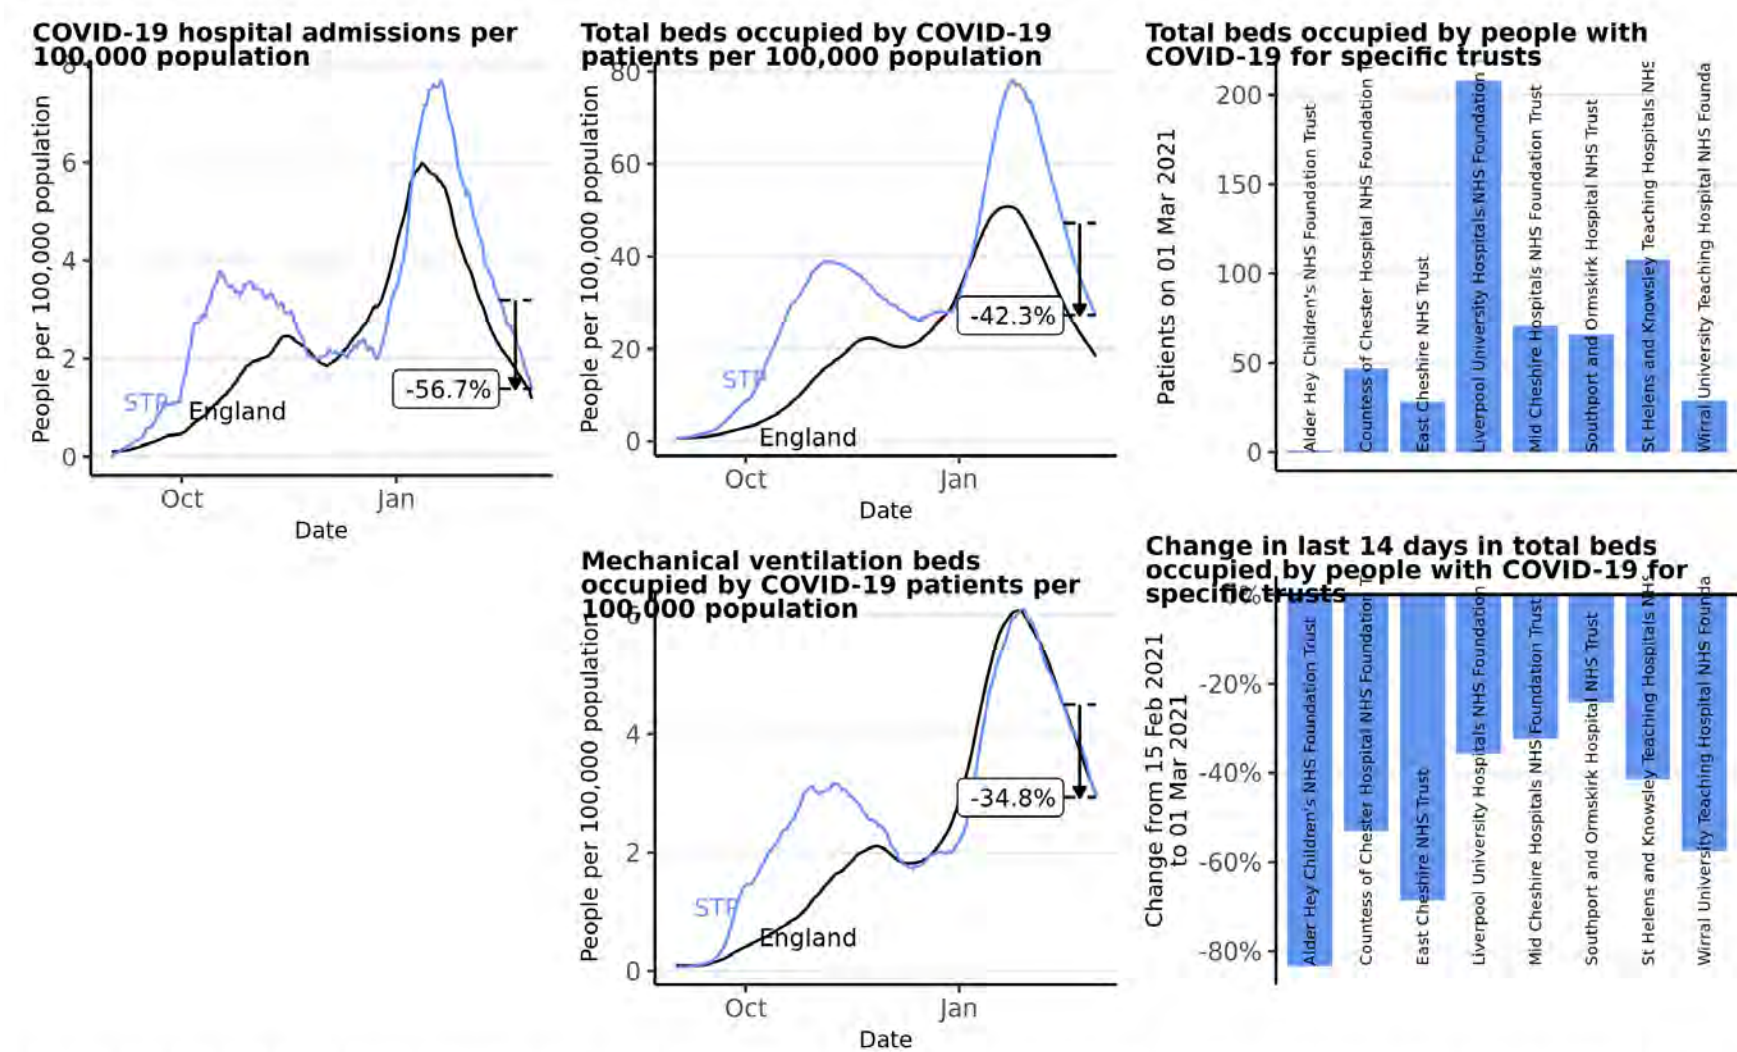 COVID-19 hospital admissions per
100,000 population
8
6
4
2
0
People per 100,000 population
STP
England
-56.7%
Oct
Jan
Date
Total beds occupied by COVID-19
patients per 100,000 population
80
60
40
20
0
People per 100,000 population
STP
England
-42.3%
Oct
Jan
Date
Total beds occupied by people with
COVID-19 for specific trusts
200
150
100
50
0
Patients on 01 Mar 2021
Alder Hey Children's NHS Foundation Trust
Countess of Chester Hospital NHS Foundation T
East Cheshire NHS Trust
Liverpool University Hospitals NHS Foundation
Mid Cheshire Hospitals NHS Foundation Trust
Southport and Ormskirk Hospital NHS Trust
St Helens and Knowsley Teaching Hospitals NHS
Wirral University Teaching Hospital NHS Founda
Mechanical ventilation beds
occupied by COVID-19 patients per
100,000 population
6
4
2
0
People per 100,000 population
STP
England
-34.8%
Oct
Jan
Date
Change in last 14 days in total beds
occupied by people with COVID-19 for
specific trusts
0%
-20%
-40%
-60%
-80%
Change from 15 Feb 2021
to 01 Mar 2021
Alder Hey Children's NHS Foundation Trust
Countess of Chester Hospital NHS Foundation T
East Cheshire NHS Trust
Liverpool University Hospitals NHS Foundation
Mid Cheshire Hospitals NHS Foundation Trust
Southport and Ormskirk Hospital NHS Trust
St Helens and Knowsley Teaching Hospitals NHS
Wirral University Teaching Hospital NHS Founda